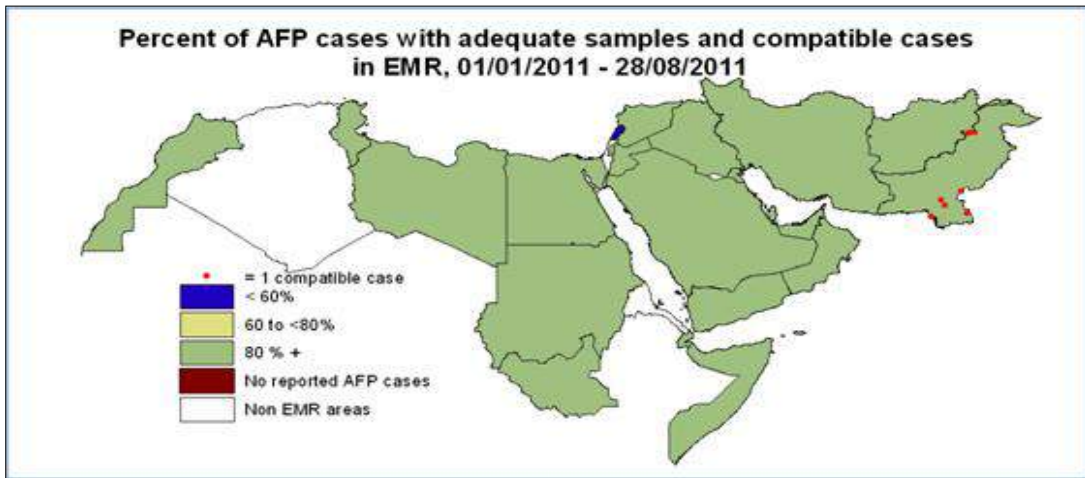 Percent of AFP cases with adequate samples and compatible cases
in EMR, 01/01/2011 - 28/08/2011
= 1 compatible case
< 60%
60 to <80%
80 % +
No reported AFP cases
Non EMR areas